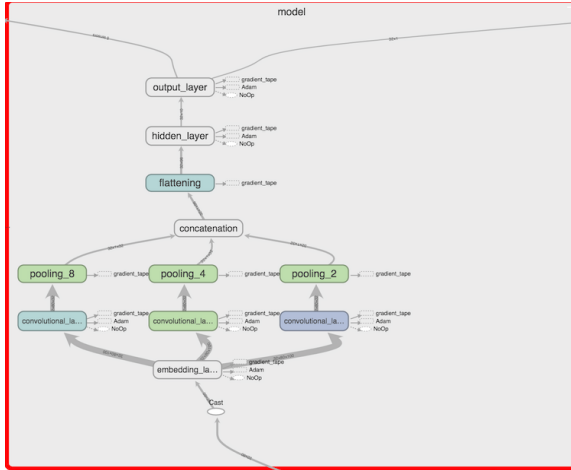 model
output_layer
gradient_tape
Adam
NoOp
hidden_layer
gradient_tape
Adam
NoOp
flattening
gradient_tape
concatenation
pooling_8
gradient_tape
pooling_4
gradient_tape
pooling_2
gradient_tape
convolutional_la...
gradient_tape
Adam
NoOp
convolutional_la...
gradient_tape
Adam
NoOp
convolutional_la...
gradient_tape
Adam
NoOp
embedding_la...
gradient_tape
Adam
NoOp
Cast